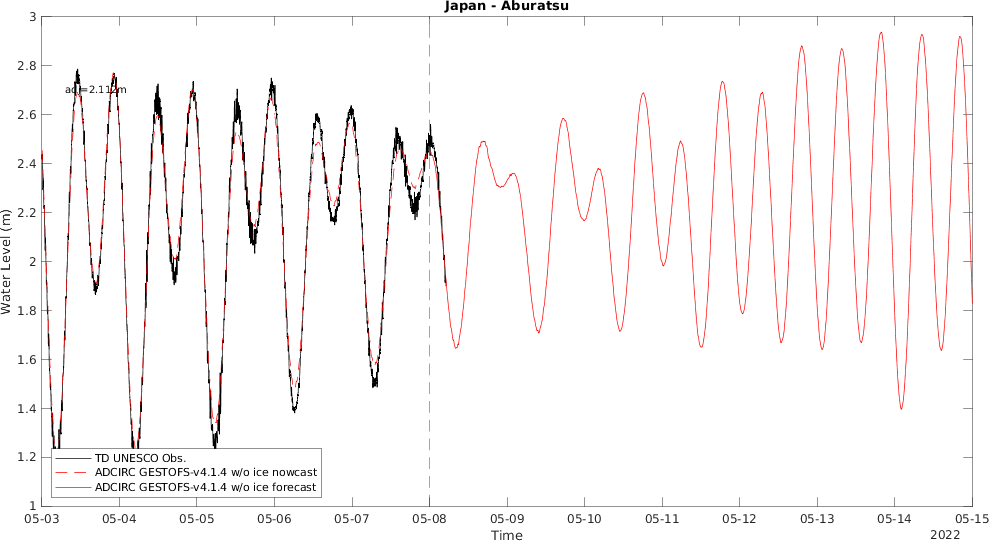 Japan - Aburatsu
3
2.8
2.6
2.4
2.2
2
1.8
1.6
1.4
1.2
1
Water Level (m)
adj=2.112m
TD UNESCO Obs.
ADCIRC GESTOFS-v4.1.4 w/o ice nowcast
ADCIRC GESTOFS-v4.1.4 w/o ice forecast
05-03 05-04 05-05 05-06 05-07 05-08 05-09 05-10 05-11 05-12 05-13 05-14 05-15
Time
2022